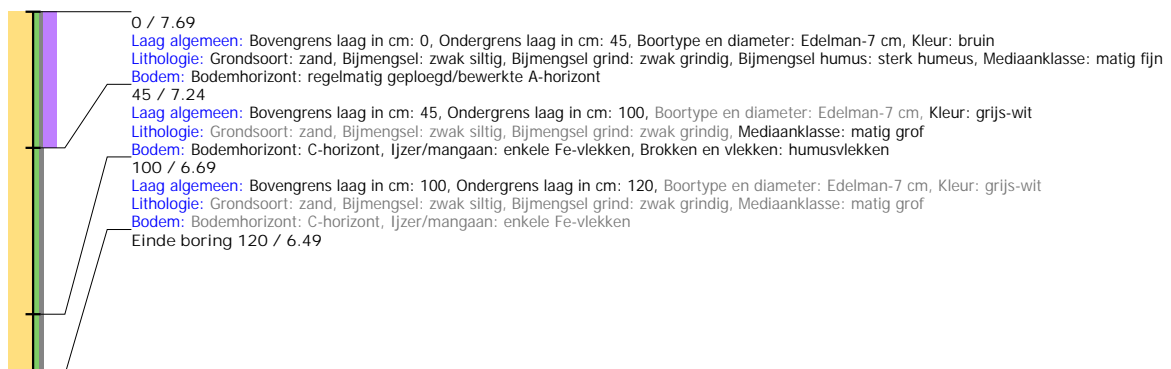 0 / 7.69
Laag algemeen: Bovengrens laag in cm: 0, Ondergrens laag in cm: 45, Boortype en diameter: Edelman-7 cm, Kleur: bruin
Lithologie: Grondsoort: zand, Bijmengsel: zwak siltig, Bijmengsel grind: zwak grindig, Bijmengsel humus: sterk humeus, Mediaanklasse: matig fijn
Bodem: Bodemhorizont: regelmatig geploegd/bewerkte A-horizont
45 / 7.24
Laag algemeen: Bovengrens laag in cm: 45, Ondergrens laag in cm: 100, Boortype en diameter: Edelman-7 cm, Kleur: grijs-wit
Lithologie: Grondsoort: zand, Bijmengsel: zwak siltig, Bijmengsel grind: zwak grindig, Mediaanklasse: matig grof
Bodem: Bodemhorizont: C-horizont, Ijzer/mangaan: enkele Fe-vlekken, Brokken en vlekken: humusvlekken
100 / 6.69
Laag algemeen: Bovengrens laag in cm: 100, Ondergrens laag in cm: 120, Boortype en diameter: Edelman-7 cm, Kleur: grijs-wit
Lithologie: Grondsoort: zand, Bijmengsel: zwak siltig, Bijmengsel grind: zwak grindig, Mediaanklasse: matig grof
Bodem: Bodemhorizont: C-horizont, Ijzer/mangaan: enkele Fe-vlekken
Einde boring 120 / 6.49